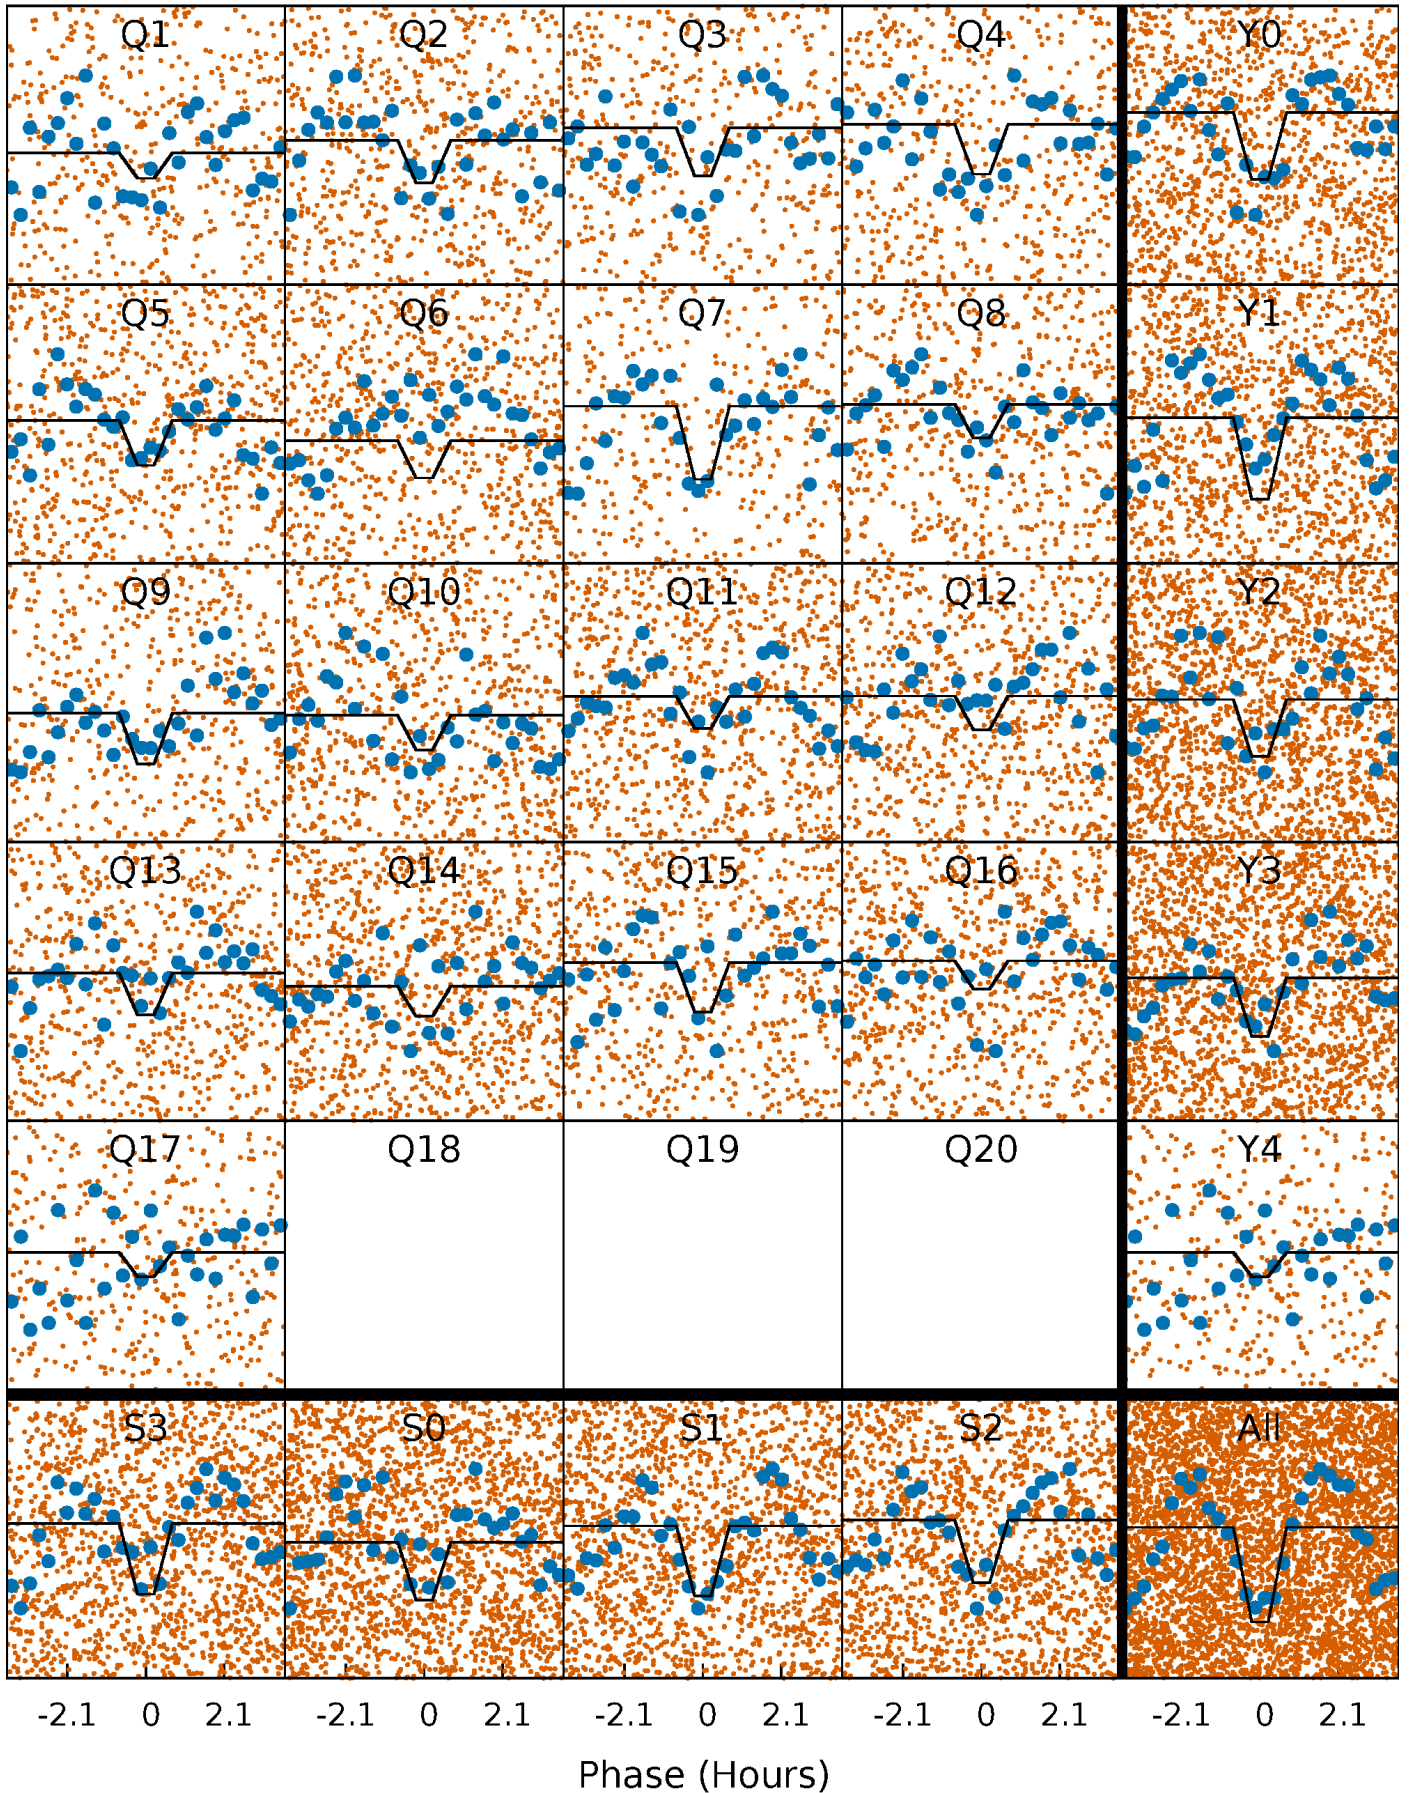 Q1 Q2 Q3 Q4 Y0
Q5 Q6 Q7 Q8 Y1
Q9 Q10 Q11 Q12 Y2
Q13 Q14 Q15 Q16 Y3
Q17 Q18 Q19 Q20 Y4
S3 S0 S1 S2 All
-2.1 0 2.1 -2.1 0 2.1 -2.1 0 2.1 -2.1 0 2.1 -2.1 0 2.1
Phase (Hours)